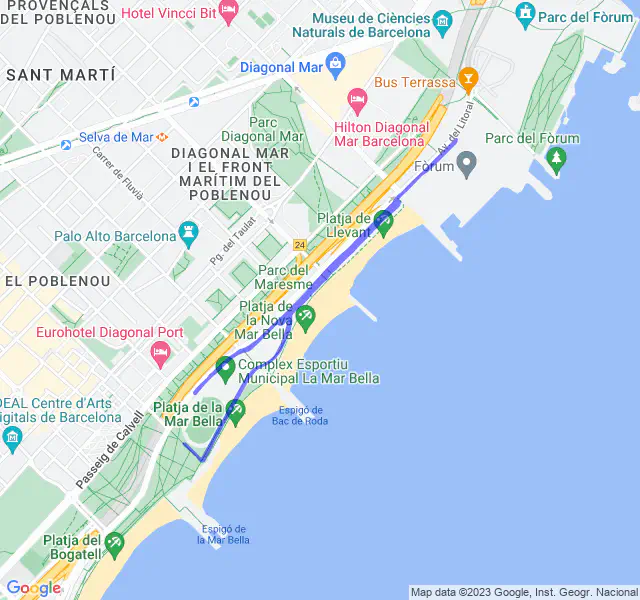 PROVENÇALS
DEL POBLENOU
Hotel Vincci Bit
Museu de Ciències
Naturals de Barcelona
Parc del Fòrum
SANT MARTÍ
Diagonal Mar
Bus Terrassa
Hilton Diagonal
Mar Barcelona
Parc
Diagonal Mar
Selva de Mar
Av. del Litoral
Parc del Fòrum
Fòrum
Carrer de Fluvià
DIAGONAL MAR
I EL FRONT
MARÍTIM DEL
POBLENOU
Palo Alto Barcelona
Pg. del Taulat
Platja de
Llevant
24
EL POBLENOU
Parc del
Maresme
Platja de
la Nova
Mar Bella
Eurohotel Diagonal Port
Complex Esportiu
Municipal La Mar Bella
DEAL Centre d'Arts
Digitals de Barcelona
Passeig de Calvell
Platja de la
Mar Bella
Espigó de
Bac de Roda
Espigó de
la Mar Bella
Platja del
Bogatell
Google
Map data ©2023 Google, Inst. Geogr. Nacional